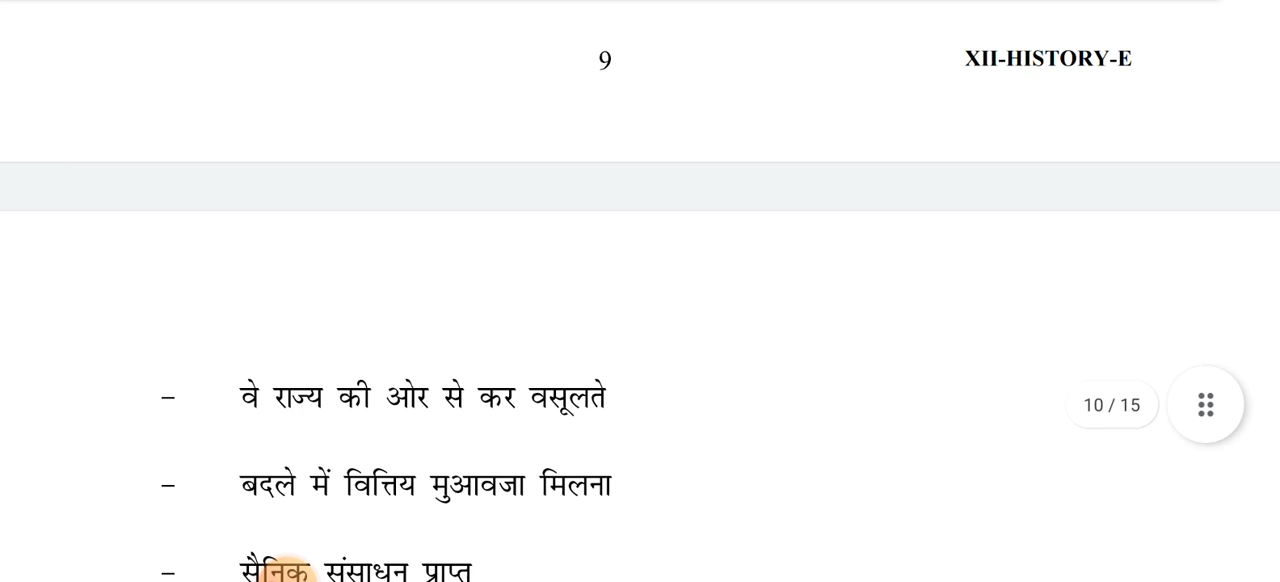 9
XII-HISTORY-E
– वे राज्य की ओर से कर वसूलते
10 / 15
– बदले में वित्तिय मुआवजा मिलना
– सैनिक संसाधन प्राप्त